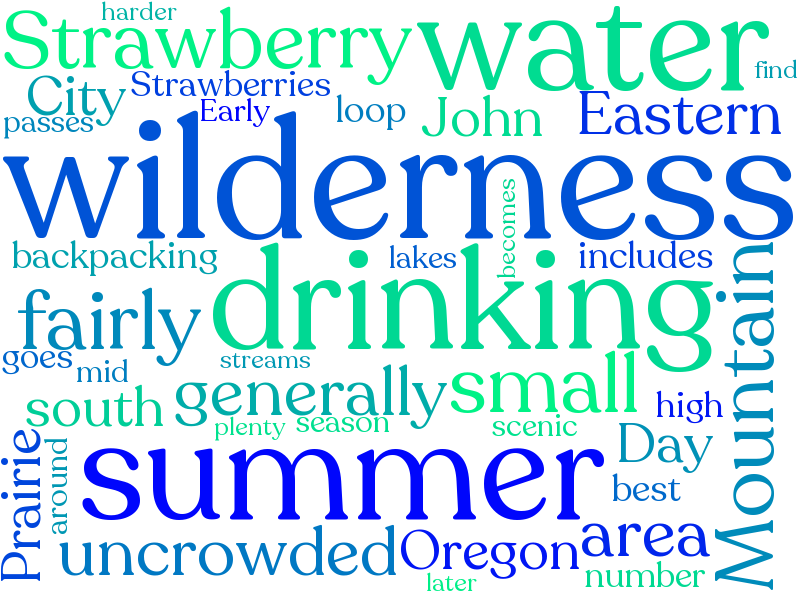 harder
Strawberry
water
find
City
Strawberries
Early
loop
John
Eastern
passes
wilderness
becomes
backpacking
lakes
includes
drinking
Mountain
fairly
goes
mid
streams
generally
small
south
high
plenty
season
scenic
Prairie
around
summer
Day
best
uncrowded
Oregon
area
later
number